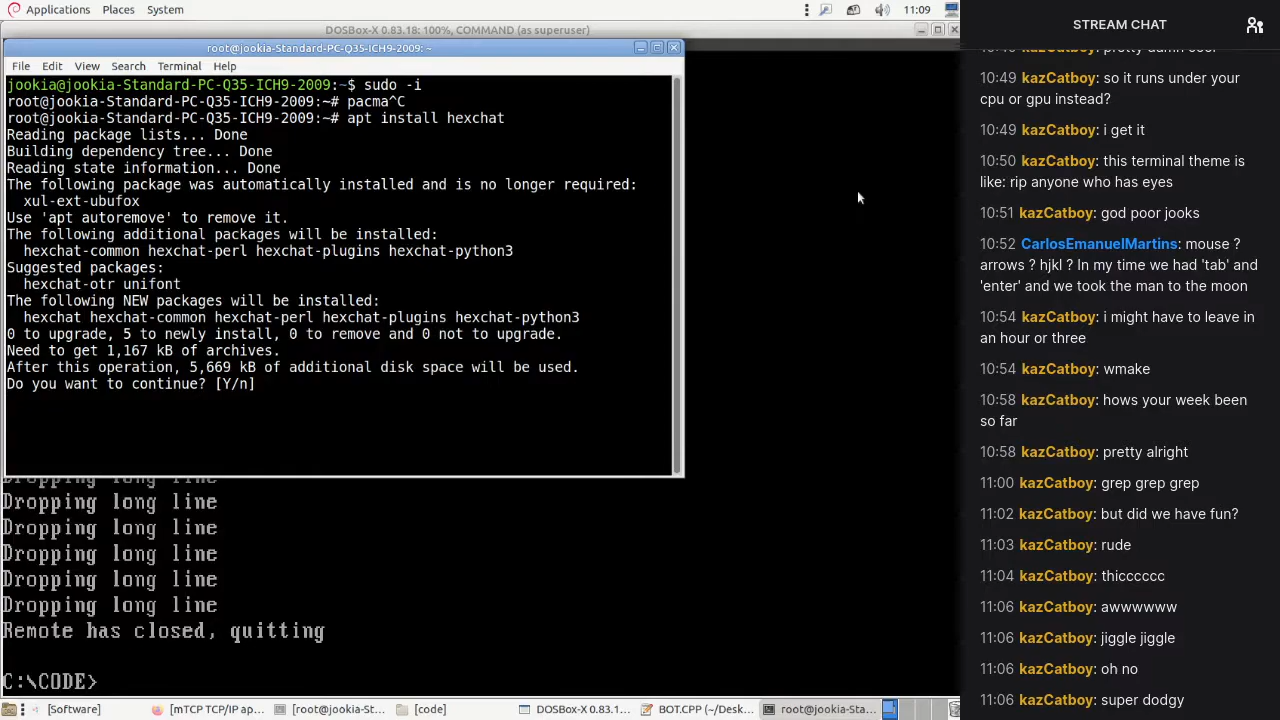 Applications Places System 11:09
DOSBox-X 0.83.18: 100%, COMMAND (as superuser)
root@jookia-Standard-PC-Q35-ICH9-2009: ~
File Edit View Search Terminal Help
jookia@jookia-Standard-PC-Q35-ICH9-2009:~$ sudo -i
root@jookia-Standard-PC-Q35-ICH9-2009:~# pacma^C
root@jookia-Standard-PC-Q35-ICH9-2009:~# apt install hexchat
Reading package lists... Done
Building dependency tree... Done
Reading state information... Done
The following package was automatically installed and is no longer required:
xul-ext-ubufox
Use 'apt autoremove' to remove it.
The following additional packages will be installed:
hexchat-common hexchat-perl hexchat-plugins hexchat-python3
Suggested packages:
hexchat-otr unifont
The following NEW packages will be installed:
hexchat hexchat-common hexchat-perl hexchat-plugins hexchat-python3
0 to upgrade, 5 to newly install, 0 to remove and 0 not to upgrade.
Need to get 1,167 kB of archives.
After this operation, 5,669 kB of additional disk space will be used.
Do you want to continue? [Y/n]
Dropping long line
Dropping long line
Dropping long line
Dropping long line
Dropping long line
Dropping long line
Remote has closed, quitting
C:\CODE>
[Software] [mTCP TCP/IP ap... [root@jookia-St... [code] DOSBox-X 0.83.1... BOT.CPP (~/Desk... root@jookia-Sta...
STREAM CHAT
10:49 kazCatboy: pretty damn cool
10:49 kazCatboy: so it runs under your
cpu or gpu instead?
10:49 kazCatboy: i get it
10:50 kazCatboy: this terminal theme is
like: rip anyone who has eyes
10:51 kazCatboy: god poor jooks
10:52 CarlosEmanuelMartins: mouse ?
arrows ? hjkl ? In my time we had 'tab' and
'enter' and we took the man to the moon
10:54 kazCatboy: i might have to leave in
an hour or three
10:54 kazCatboy: wmake
10:58 kazCatboy: hows your week been
so far
10:58 kazCatboy: pretty alright
11:00 kazCatboy: grep grep grep
11:02 kazCatboy: but did we have fun?
11:03 kazCatboy: rude
11:04 kazCatboy: thicccccc
11:06 kazCatboy: awwwwww
11:06 kazCatboy: jiggle jiggle
11:06 kazCatboy: oh no
11:06 kazCatboy: super dodgy